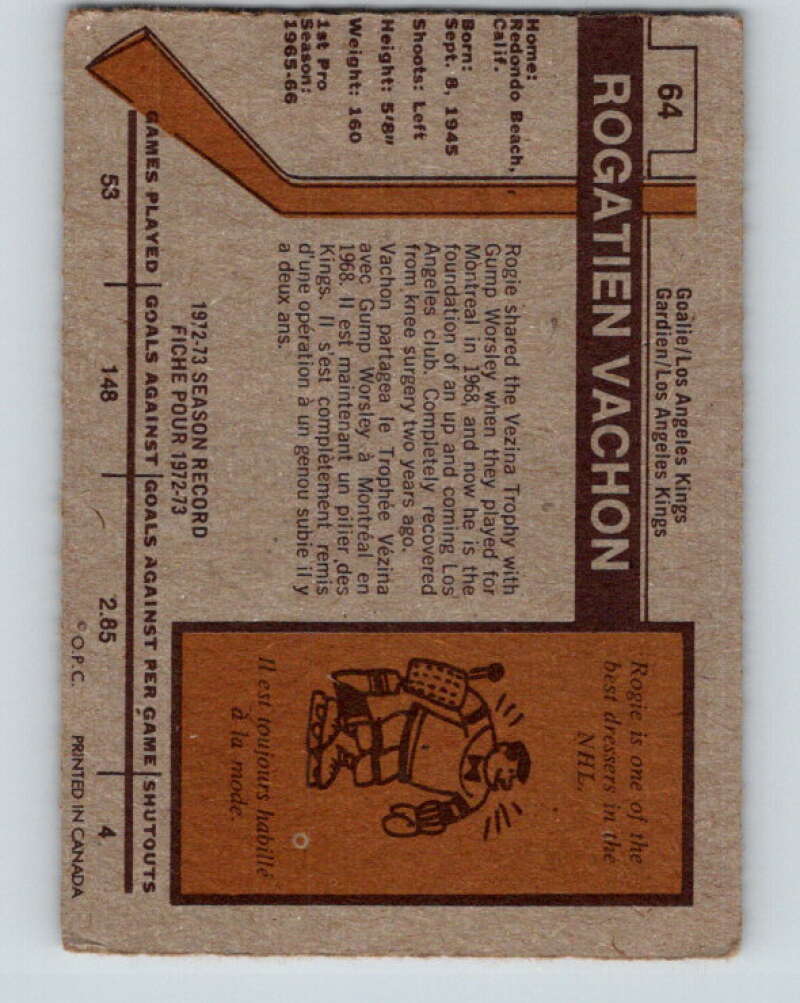 64
Goalie/Los Angeles Kings
Gardien/Los Angeles Kings
ROGATIEN VACHON
Home:
Redondo Beach,
Calif.
Born:
Sept. 8, 1945
Shoots: Left
Height: 5'8"
Weight: 160
1st Pro
Season:
1965-66
Rogie shared the Vezina Trophy with
Gump Worsley when they played for
Montreal in 1968, and now he is the
foundation of an up and coming Los
Angeles club. Completely recovered
from knee surgery two years ago.
Vachon partagea le Trophée Vézina
avec Gump Worsley à Montréal en
1968. Il est maintenant un pilier des
Kings. Il s'est complètement remis
d'une opération à un genou subie il y
a deux ans.
Rogie is one of the
best dressers in the
NHL.
Il est toujours habillé
à la mode.
1972-73 SEASON RECORD
FICHE POUR 1972-73
GAMES PLAYED GOALS AGAINST GOALS AGAINST PER GAME SHUTOUTS
53 148 2.85 4
© O.P.C. PRINTED IN CANADA